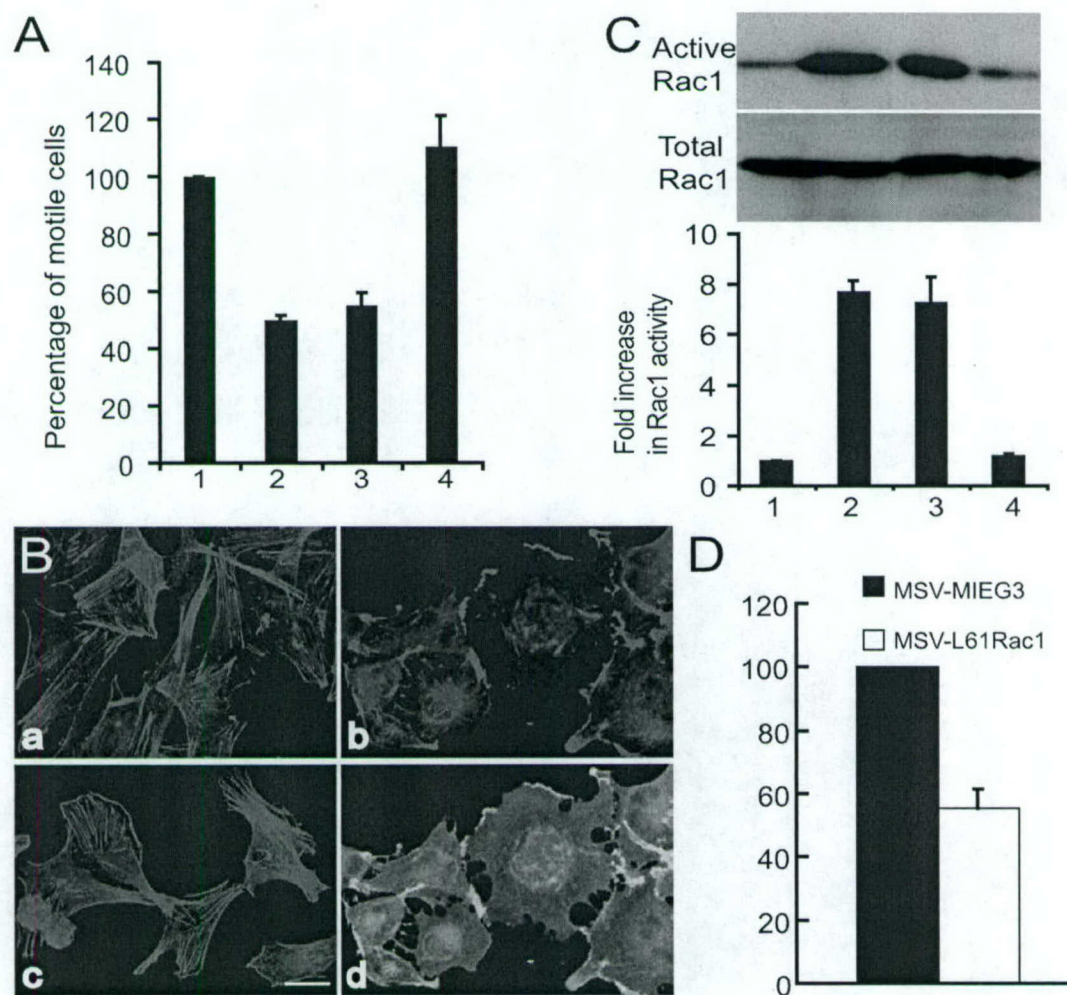 A
140
120
100
80
60
40
20
0
Percentage of motile cells
1 2 3 4
B
a
b
c
d
C
Active
Rac1
Total
Rac1
10
8
6
4
2
0
Fold increase
in Rac1 activity
1 2 3 4
D
MSV-MIEG3
MSV-L61Rac1
120
100
80
60
40
20
0